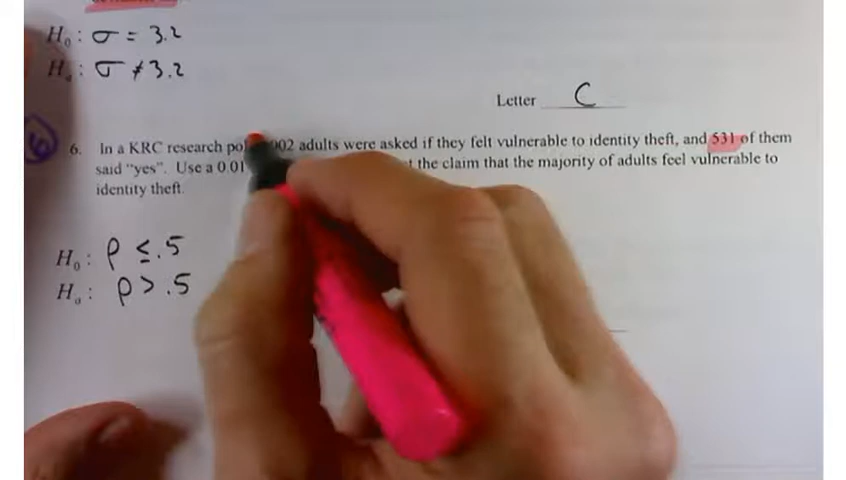 H₀: σ = 3.2
Hₐ: σ ≠ 3.2
Letter C
6. In a KRC research 002 adults were asked if they felt vulnerable to identity theft, and 531 of them
said “yes”. Use a 0.01 the claim that the majority of adults feel vulnerable to
identity theft.
H₀: p ≤ .5
Hₐ: p > .5